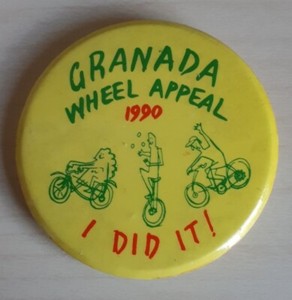 GRANADA
WHEEL APPEAL
1990
I DID IT!